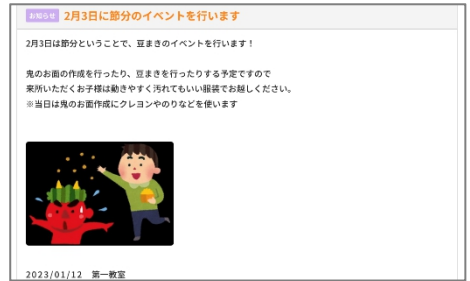 お知らせ 2月3日に節分のイベントを行います
2月3日は節分ということで、豆まきのイベントを行います！
鬼のお面の作成を行ったり、豆まきを行ったりする予定ですので
来所いただくお子様は動きやすく汚れてもいい服装でお越しください。
※当日は鬼のお面作成にクレヨンやのりなどを使います
2023/01/12 第一教室